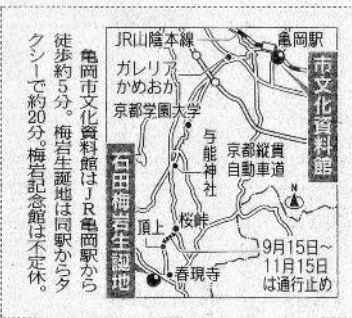 亀岡市文化資料館はJR亀岡駅から
徒歩約5分。梅岩生誕地は同駅からタ
クシーで約20分。梅岩記念館は不定休。
JR山陰本線
亀岡駅
ガレリア
かめおか
市文化資料館
京都学園大学
与能神社
京都縦貫
自動車道
N
石田梅岩生誕地
桜峠
頂上
9月15日~
11月15日
は通行止め
春現寺